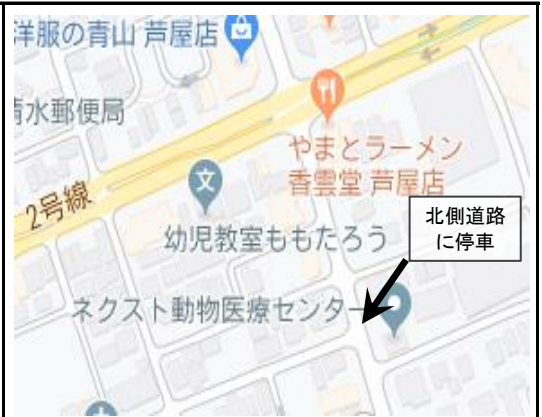 洋服の青山 芦屋店
清水郵便局
やまとラーメン
香雲堂 芦屋店
2号線
北側道路
に停車
幼児教室ももたろう
ネクスト動物医療センター